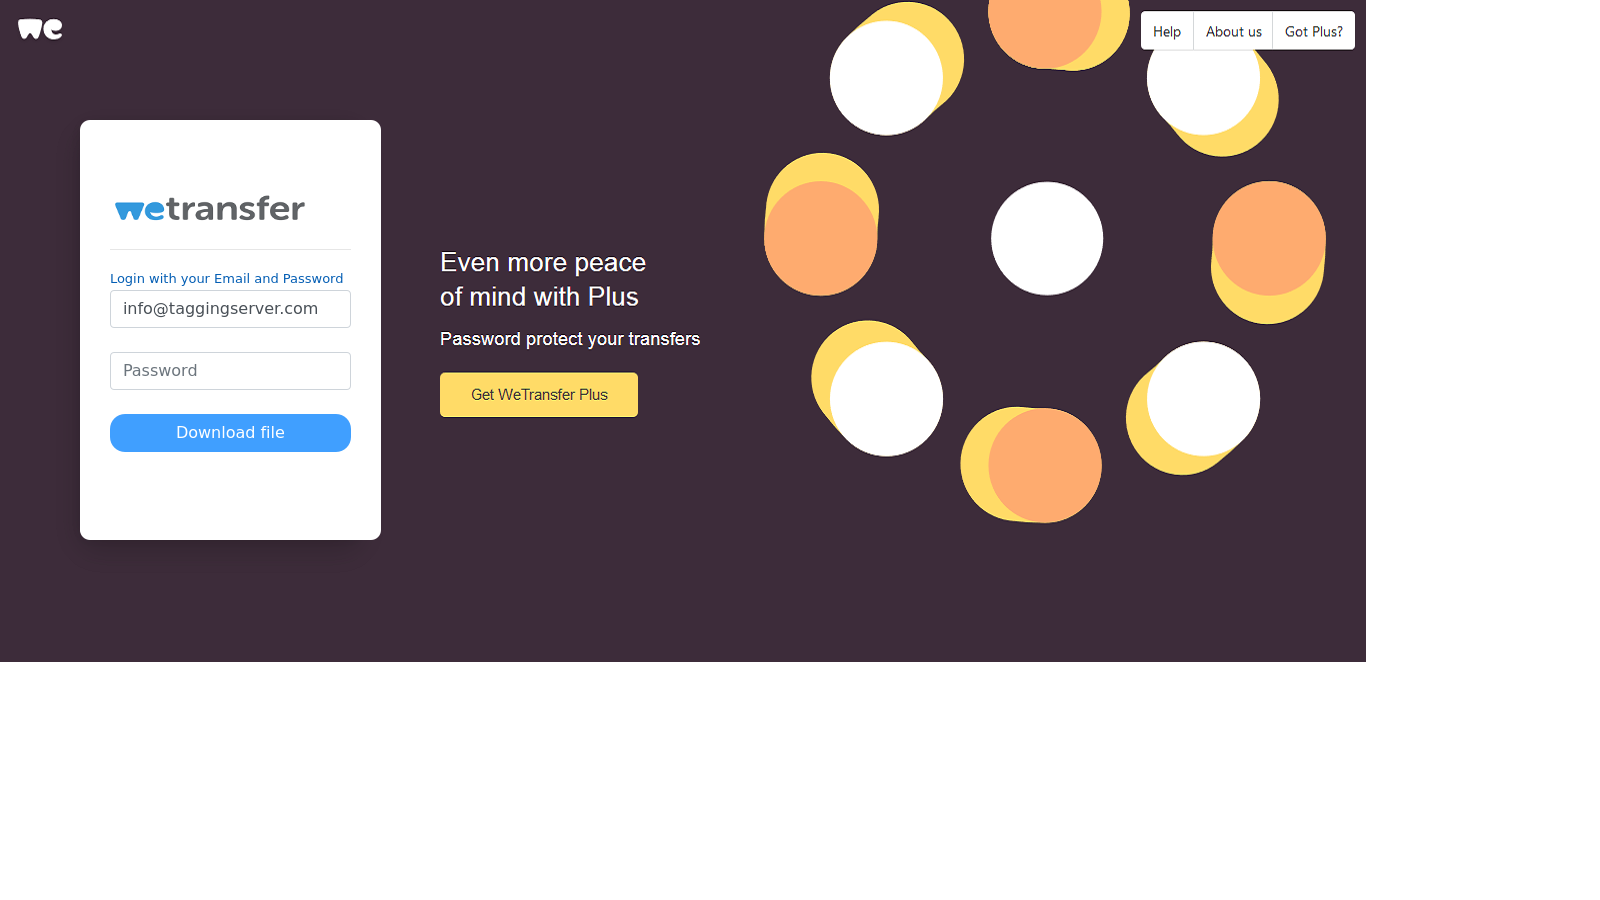 we
Help
About us
Got Plus?
wetransfer
Login with your Email and Password
info@taggingserver.com
Password
Download file
Even more peace
of mind with Plus
Password protect your transfers
Get WeTransfer Plus